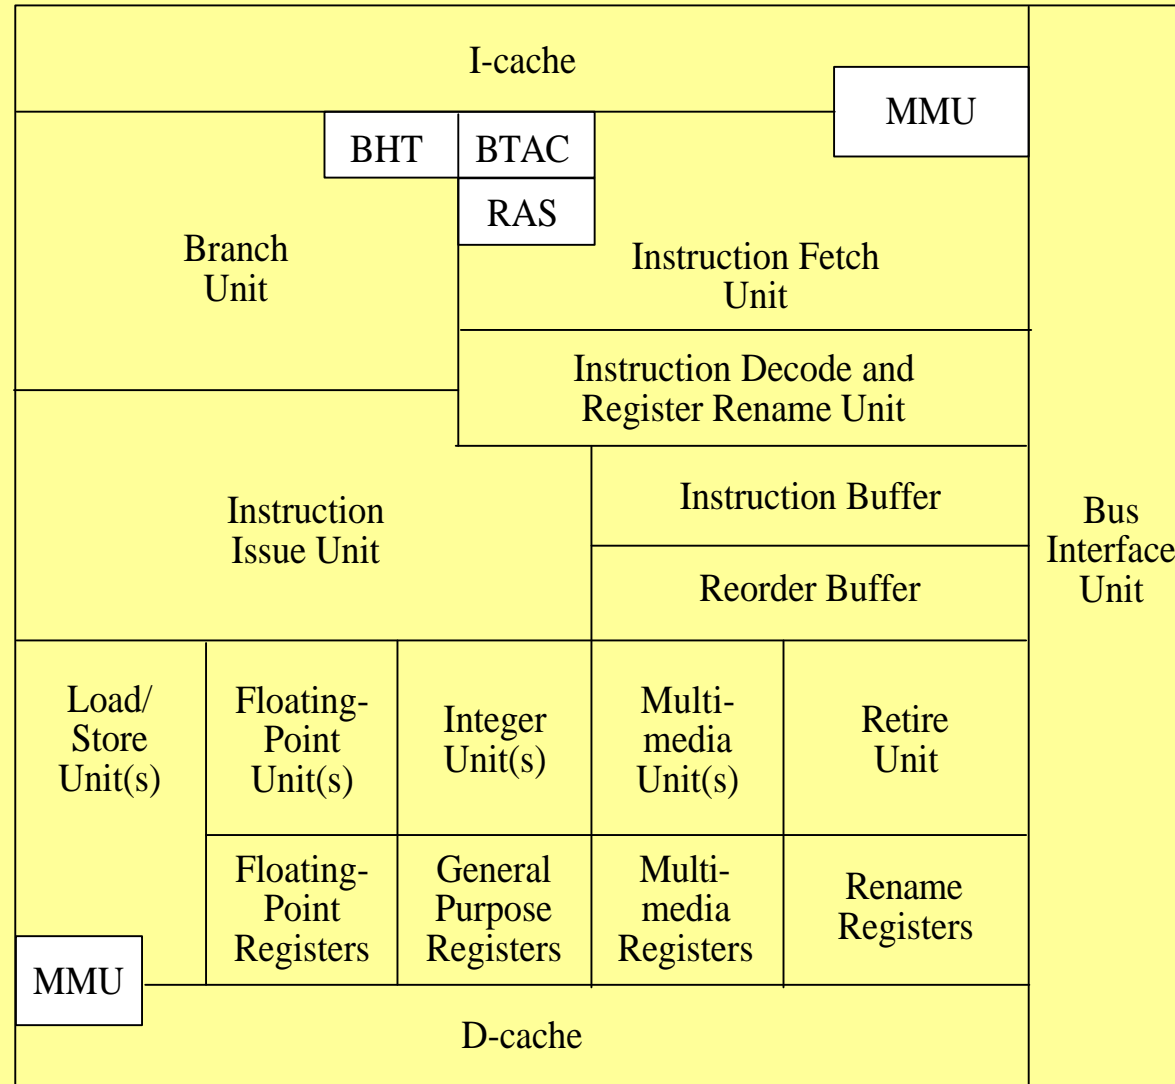 I-cache
MMU
BHT
BTAC
RAS
Branch
Unit
Instruction Fetch
Unit
Instruction Decode and
Register Rename Unit
Instruction
Issue Unit
Instruction Buffer
Reorder Buffer
Bus
Interface
Unit
Load/
Store
Unit(s)
Floating-
Point
Unit(s)
Integer
Unit(s)
Multi-
media
Unit(s)
Retire
Unit
Floating-
Point
Registers
General
Purpose
Registers
Multi-
media
Registers
Rename
Registers
MMU
D-cache